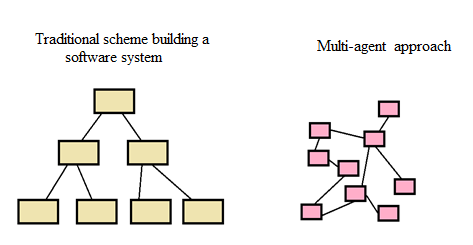 Traditional scheme building a
software system
Multi-agent approach